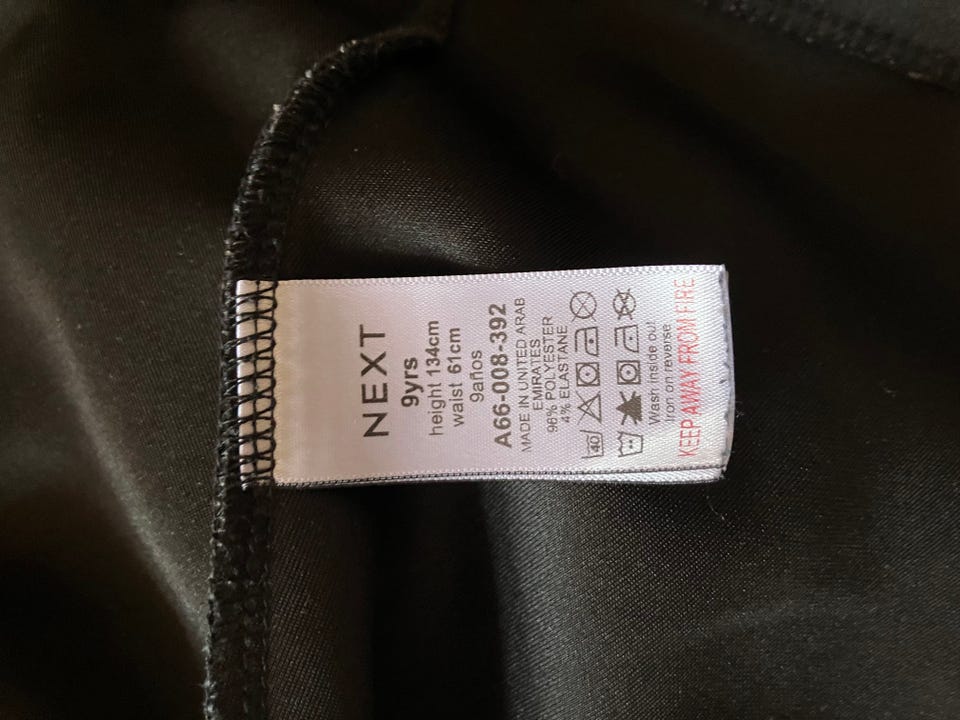 NEXT
9yrs
height 134cm
waist 61cm
9años
A66-008-392
MADE IN UNITED ARAB
EMIRATES
96% POLYESTER
4% ELASTANE
40
Wash inside out
Iron on reverse
KEEP AWAY FROM FIRE